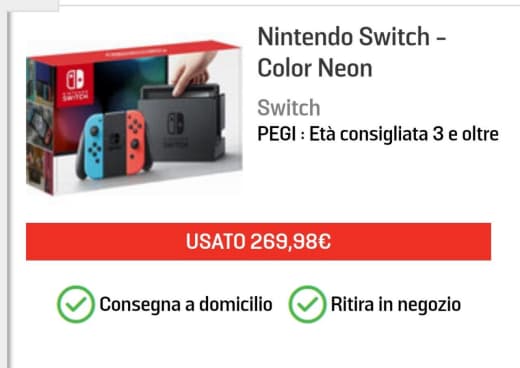 Nintendo Switch -
Color Neon
Switch
PEGI : Età consigliata 3 e oltre
NINTENDO
SWITCH
USATO 269,98€
Consegna a domicilio
Ritira in negozio